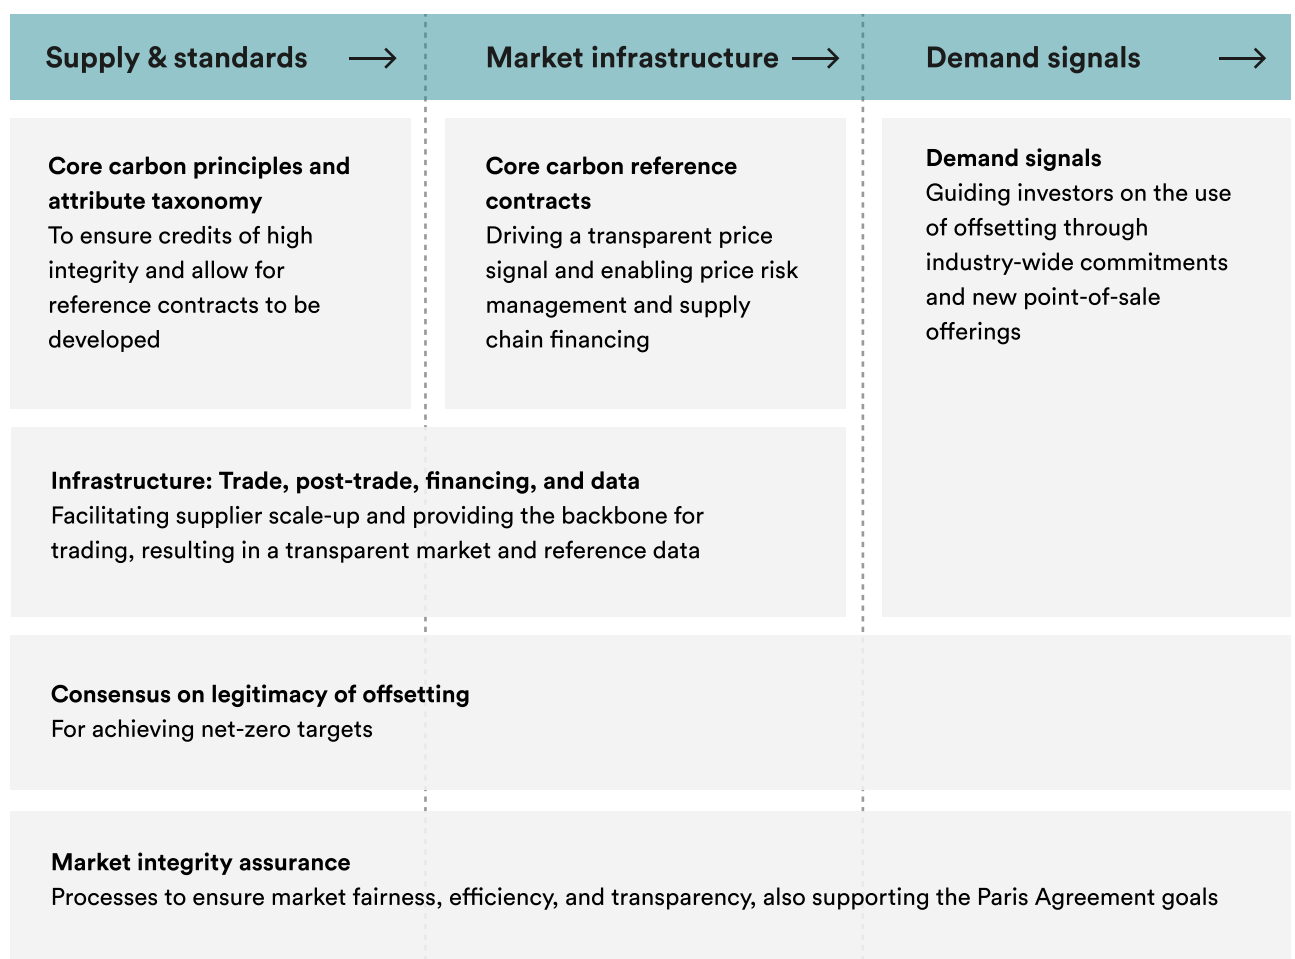 Supply & standards
Market infrastructure
Demand signals
Core carbon principles and
attribute taxonomy
To ensure credits of high
integrity and allow for
reference contracts to be
developed
Core carbon reference
contracts
Driving a transparent price
signal and enabling price risk
management and supply
chain financing
Demand signals
Guiding investors on the use
of offsetting through
industry-wide commitments
and new point-of-sale
offerings
Infrastructure: Trade, post-trade, financing, and data
Facilitating supplier scale-up and providing the backbone for
trading, resulting in a transparent market and reference data
Consensus on legitimacy of offsetting
For achieving net-zero targets
Market integrity assurance
Processes to ensure market fairness, efficiency, and transparency, also supporting the Paris Agreement goals